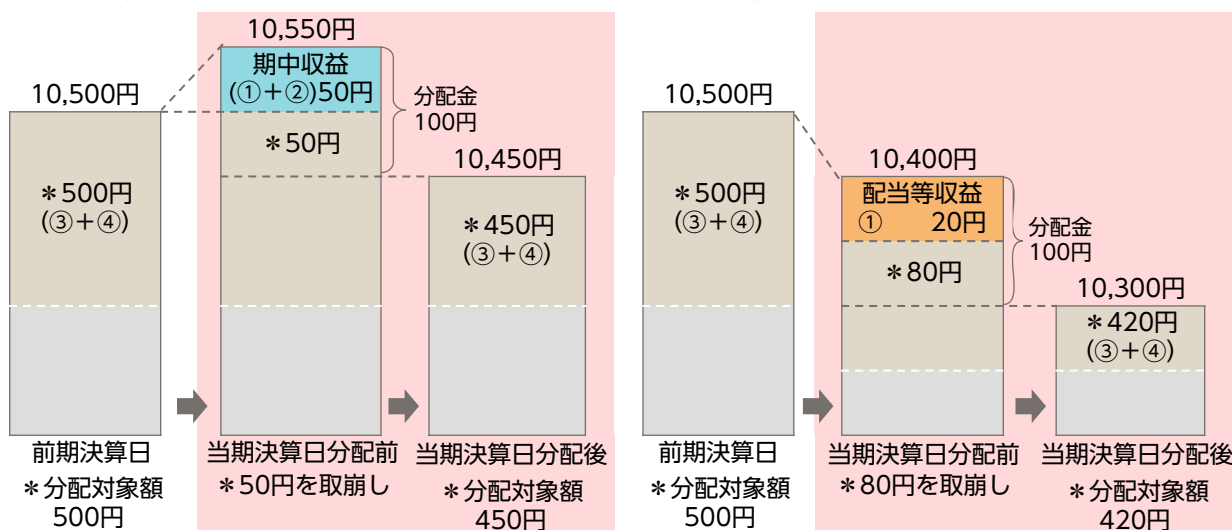 10,500円
*500円
(③+④)
前期決算日
*分配対象額
500円
10,550円
期中収益
(①+②)50円
*50円
分配金
100円
当期決算日分配前
*50円を取崩し
10,450円
*450円
(③+④)
当期決算日分配後
*分配対象額
450円
10,500円
*500円
(③+④)
前期決算日
*分配対象額
500円
10,400円
配当等収益
① 20円
*80円
分配金
100円
当期決算日分配前
*80円を取崩し
10,300円
*420円
(③+④)
当期決算日分配後
*分配対象額
420円